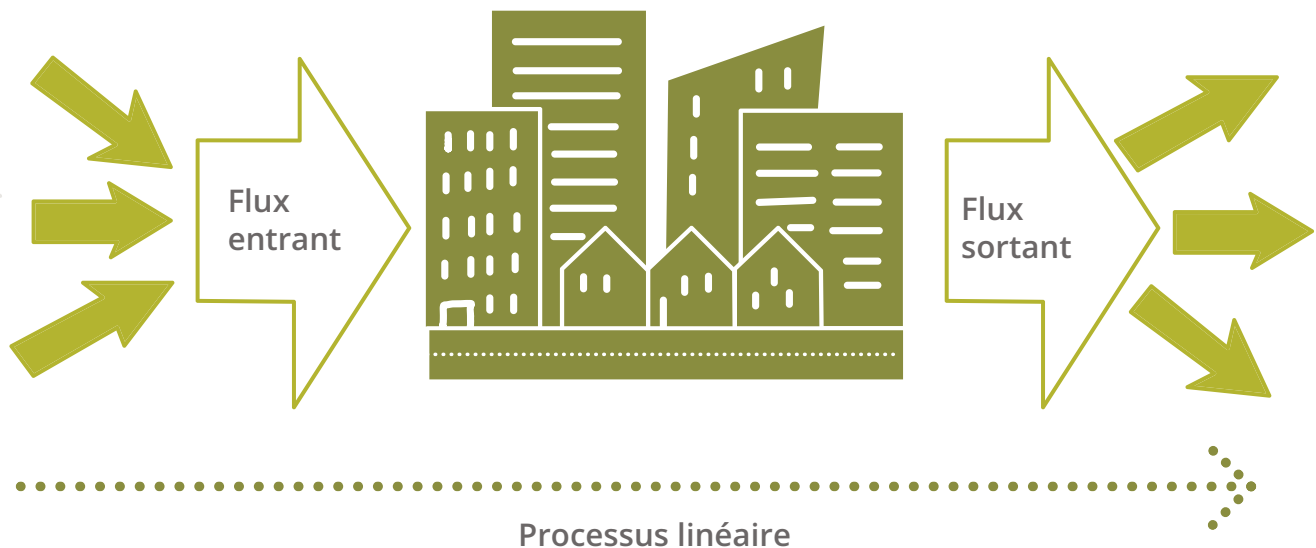 Flux
entrant
Flux
sortant
Processus linéaire